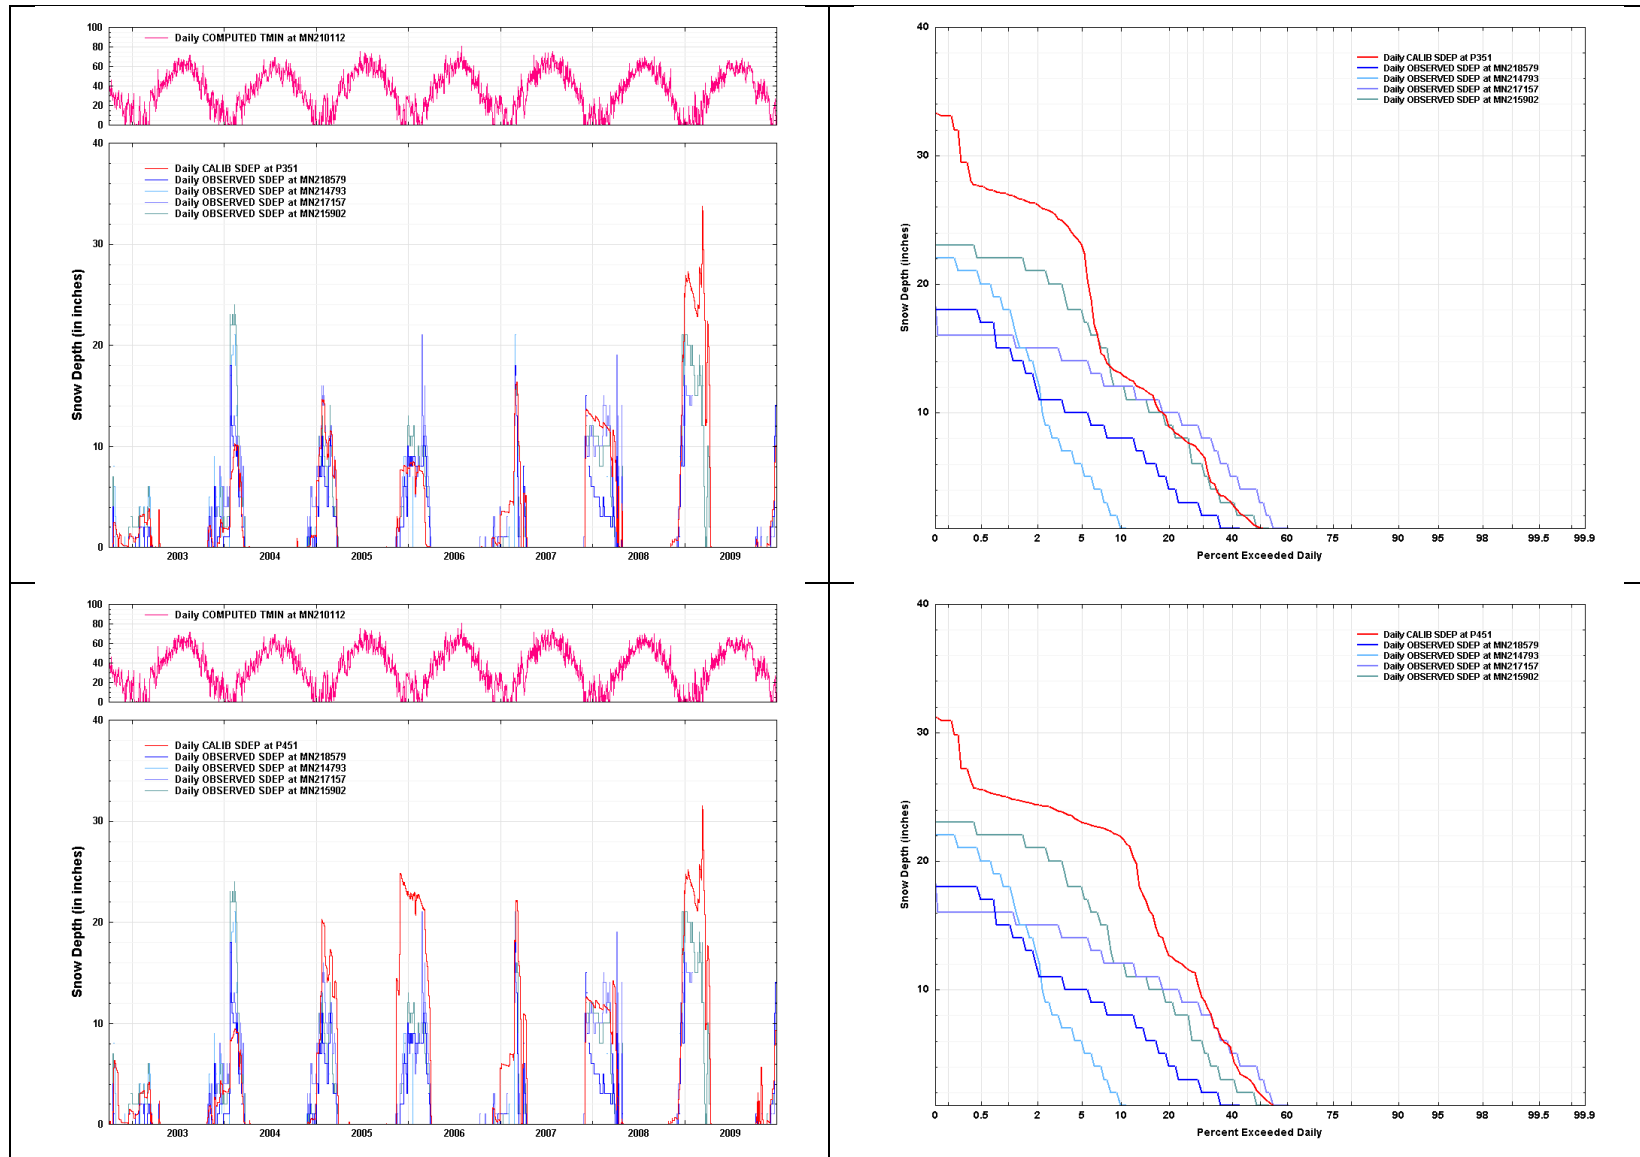 100
80
60
40
20
0
Daily COMPUTED TMIN at MN210112
40
30
20
10
0
Snow Depth (in inches)
Daily CALIB SDEP at P351
Daily OBSERVED SDEP at MN218579
Daily OBSERVED SDEP at MN214793
Daily OBSERVED SDEP at MN217157
Daily OBSERVED SDEP at MN215902
2003 2004 2005 2006 2007 2008 2009
40
30
20
10
Snow Depth (inches)
Daily CALIB SDEP at P351
Daily OBSERVED SDEP at MN218579
Daily OBSERVED SDEP at MN214793
Daily OBSERVED SDEP at MN217157
Daily OBSERVED SDEP at MN215902
0 0.5 2 5 10 20 40 60 75 90 95 98 99.5 99.9
Percent Exceeded Daily
100
80
60
40
20
0
Daily COMPUTED TMIN at MN210112
40
30
20
10
0
Snow Depth (in inches)
Daily CALIB SDEP at P451
Daily OBSERVED SDEP at MN218579
Daily OBSERVED SDEP at MN214793
Daily OBSERVED SDEP at MN217157
Daily OBSERVED SDEP at MN215902
2003 2004 2005 2006 2007 2008 2009
40
30
20
10
Snow Depth (inches)
Daily CALIB SDEP at P451
Daily OBSERVED SDEP at MN218579
Daily OBSERVED SDEP at MN214793
Daily OBSERVED SDEP at MN217157
Daily OBSERVED SDEP at MN215902
0 0.5 2 5 10 20 40 60 75 90 95 98 99.5 99.9
Percent Exceeded Daily